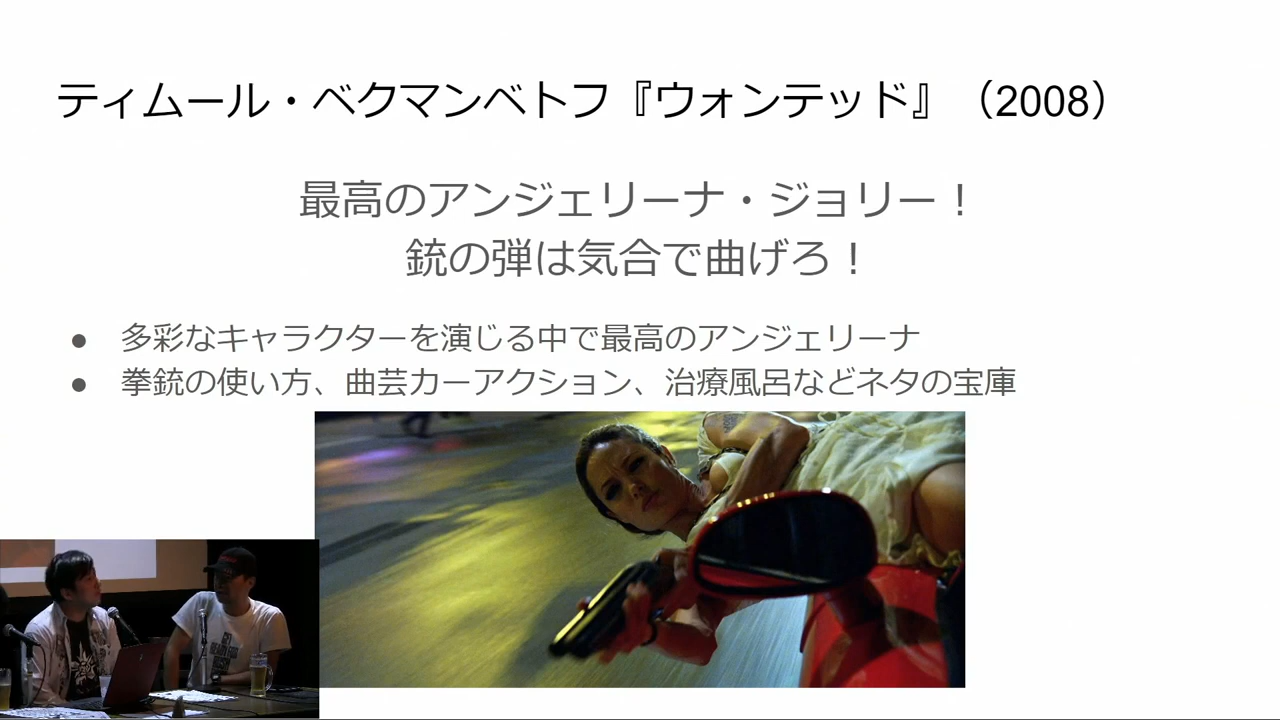 ティムール・ベクマンベトフ『ウォンテッド』（2008）
最高のアンジェリーナ・ジョリー！
銃の弾は気合で曲げろ！
● 多彩なキャラクターを演じる中で最高のアンジェリーナ
● 拳銃の使い方、曲芸カーアクション、治療風呂などネタの宝庫